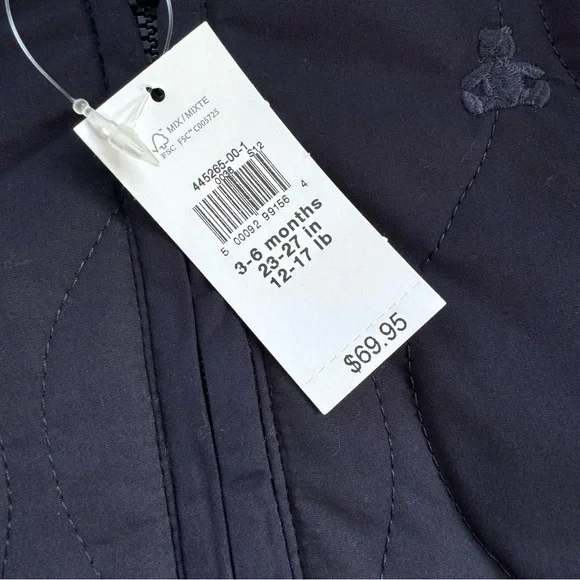 MIX/MIXTE
FSC FSC™ C005725
445265-00-1
0036 S12
5 00092 99156 4
3-6 months
23-27 in
12-17 lb
$69.95